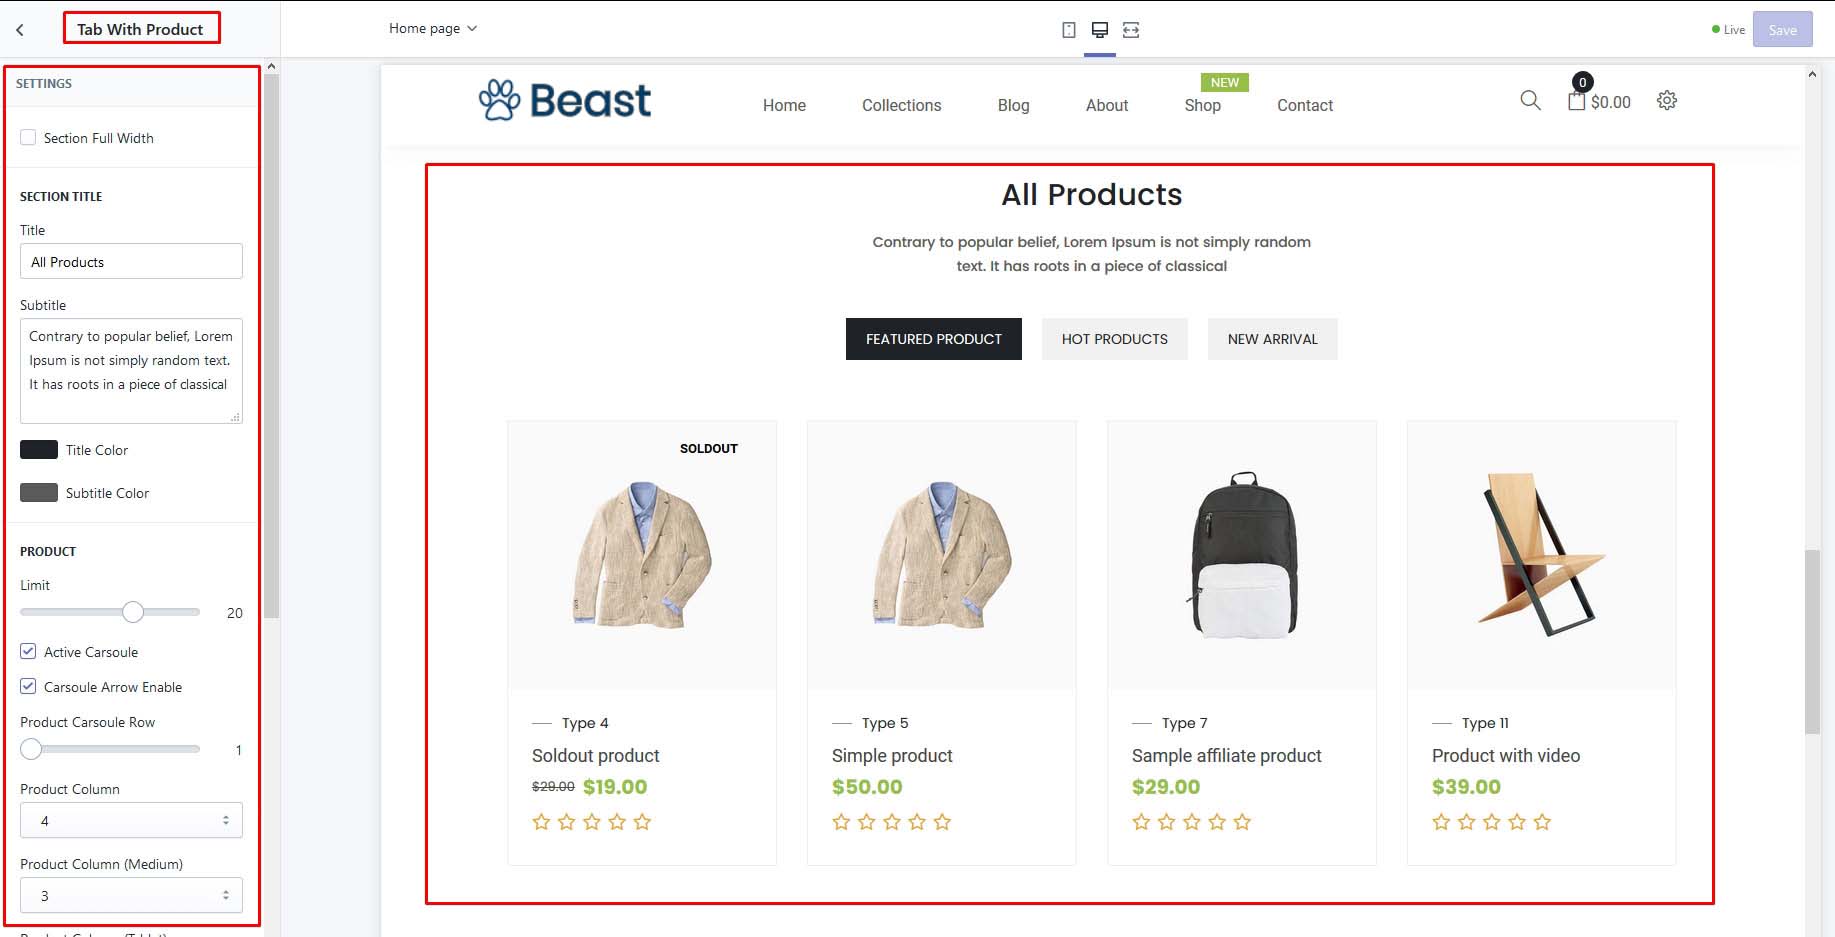 Tab With Product
Home page
Live
Save
SETTINGS
Section Full Width
SECTION TITLE
Title
All Products
Subtitle
Contrary to popular belief, Lorem
Ipsum is not simply random text.
It has roots in a piece of classical
Title Color
Subtitle Color
PRODUCT
Limit
20
Active Carsoule
Carsoule Arrow Enable
Product Carsoule Row
1
Product Column
4
Product Column (Medium)
3
Beast
Home
Collections
Blog
About
NEW
Shop
Contact
0
$0.00
All Products
Contrary to popular belief, Lorem Ipsum is not simply random
text. It has roots in a piece of classical
FEATURED PRODUCT
HOT PRODUCTS
NEW ARRIVAL
SOLDOUT
Type 4
Soldout product
$29.00 $19.00
Type 5
Simple product
$50.00
Type 7
Sample affiliate product
$29.00
Type 11
Product with video
$39.00